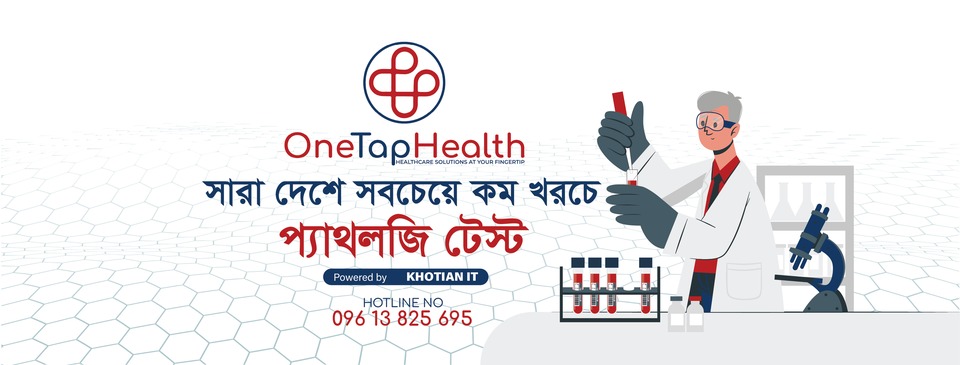 OneTapHealth
HEALTHCARE SOLUTIONS AT YOUR FINGERTIP
সারা দেশে সবচেয়ে কম খরচে
প্যাথলজি টেস্ট
Powered by KHOTIAN IT
HOTLINE NO
096 13 825 695